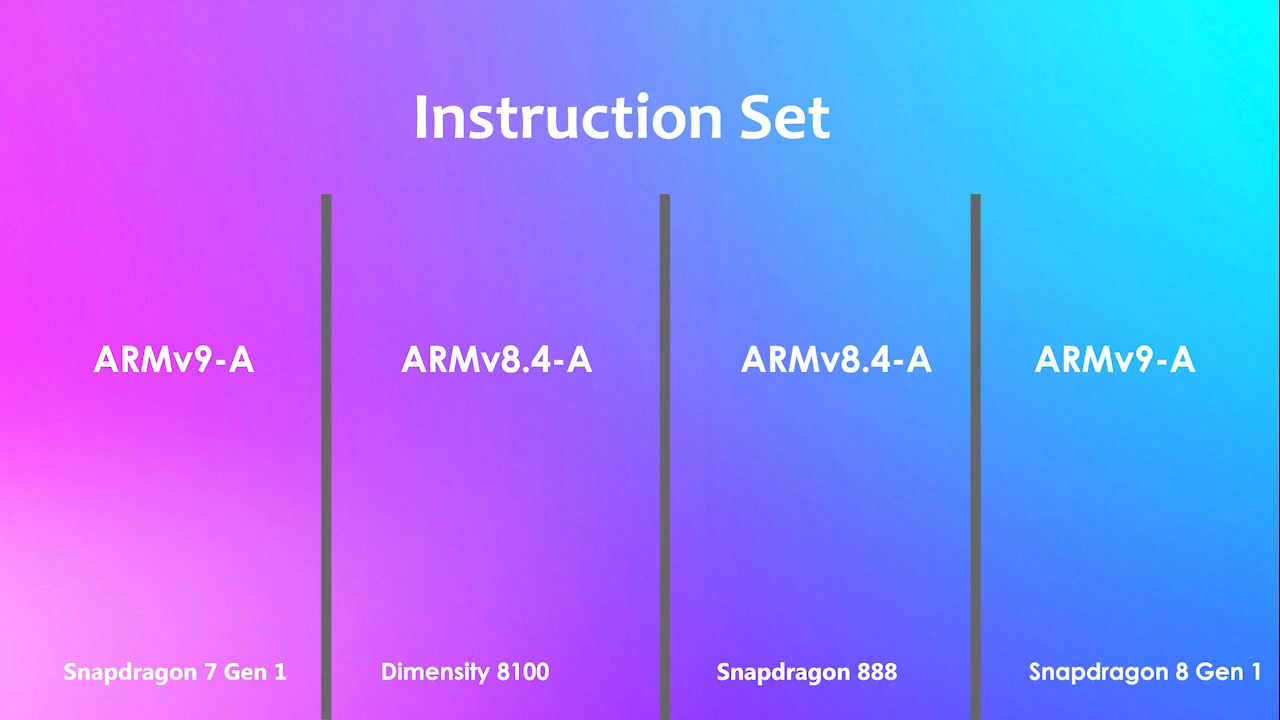 Instruction Set
ARMv9-A
ARMv8.4-A
ARMv8.4-A
ARMv9-A
Snapdragon 7 Gen 1
Dimensity 8100
Snapdragon 888
Snapdragon 8 Gen 1